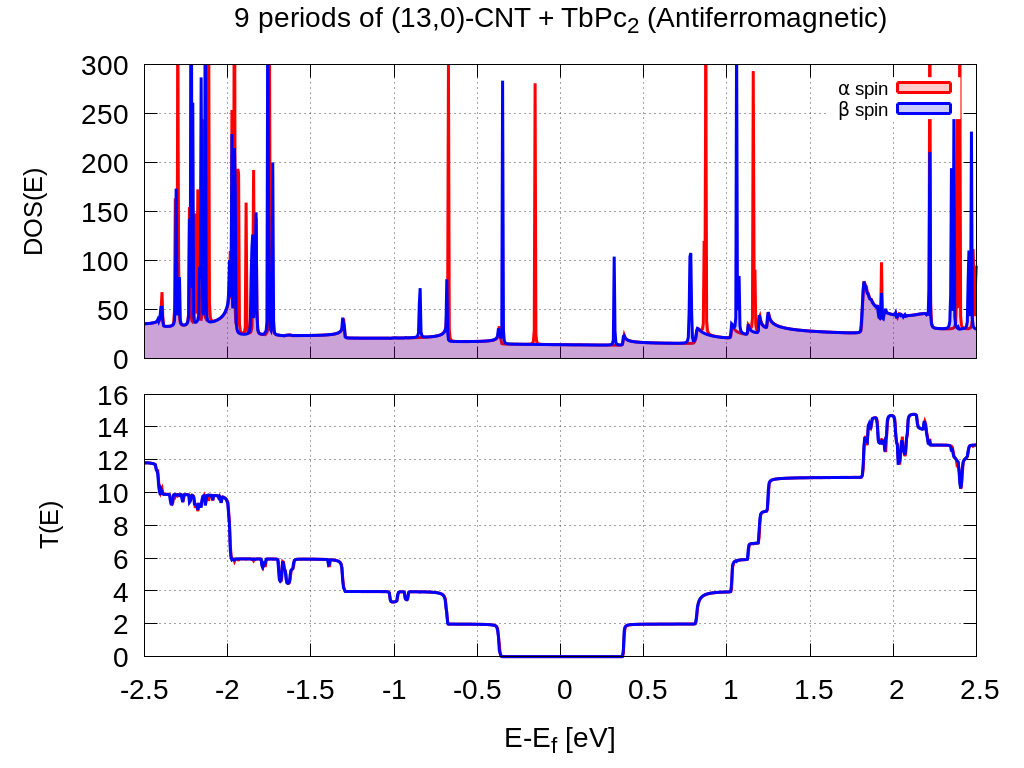 9 periods of (13,0)-CNT + TbPc2 (Antiferromagnetic)
α spin
β spin
DOS(E)
300
250
200
150
100
50
0
T(E)
16
14
12
10
8
6
4
2
0
-2.5 -2 -1.5 -1 -0.5 0 0.5 1 1.5 2 2.5
E-Ef [eV]